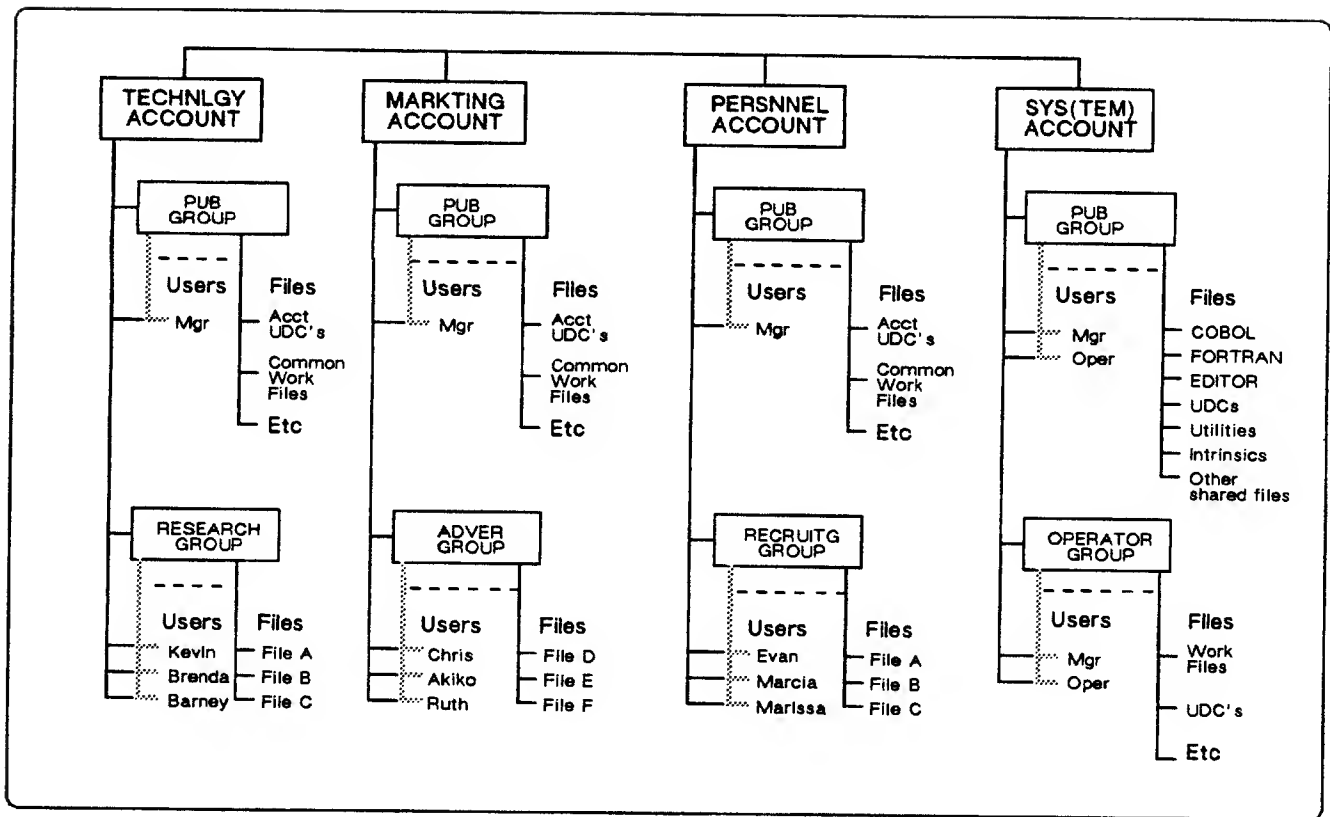 TECHNLGY
ACCOUNT
MARKTING
ACCOUNT
PERSNNEL
ACCOUNT
SYS(TEM)
ACCOUNT
PUB
GROUP
Users
Mgr
Files
Acct
UDC's
Common
Work
Files
Etc
PUB
GROUP
Users
Mgr
Files
Acct
UDC's
Common
Work
Files
Etc
PUB
GROUP
Users
Mgr
Files
Acct
UDC's
Common
Work
Files
Etc
PUB
GROUP
Users
Mgr
Oper
Files
COBOL
FORTRAN
EDITOR
UDCs
Utilities
Intrinsics
Other
shared files
RESEARCH
GROUP
Users
Kevin
Brenda
Barney
Files
File A
File B
File C
ADVER
GROUP
Users
Chris
Akiko
Ruth
Files
File D
File E
File F
RECRUITG
GROUP
Users
Evan
Marcia
Marissa
Files
File A
File B
File C
OPERATOR
GROUP
Users
Mgr
Oper
Files
Work
Files
UDC's
Etc